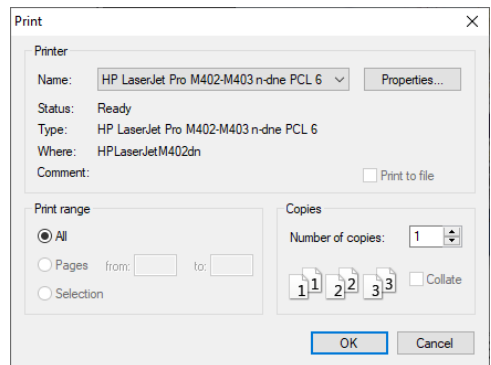 Print
Printer
Name: HP LaserJet Pro M402-M403 n-dne PCL 6 Properties...
Status: Ready
Type: HP LaserJet Pro M402-M403 n-dne PCL 6
Where: HPLaserJetM402dn
Comment: Print to file
Print range
All
Pages from: to:
Selection
Copies
Number of copies: 1
1 1 2 2 3 3 Collate
OK Cancel